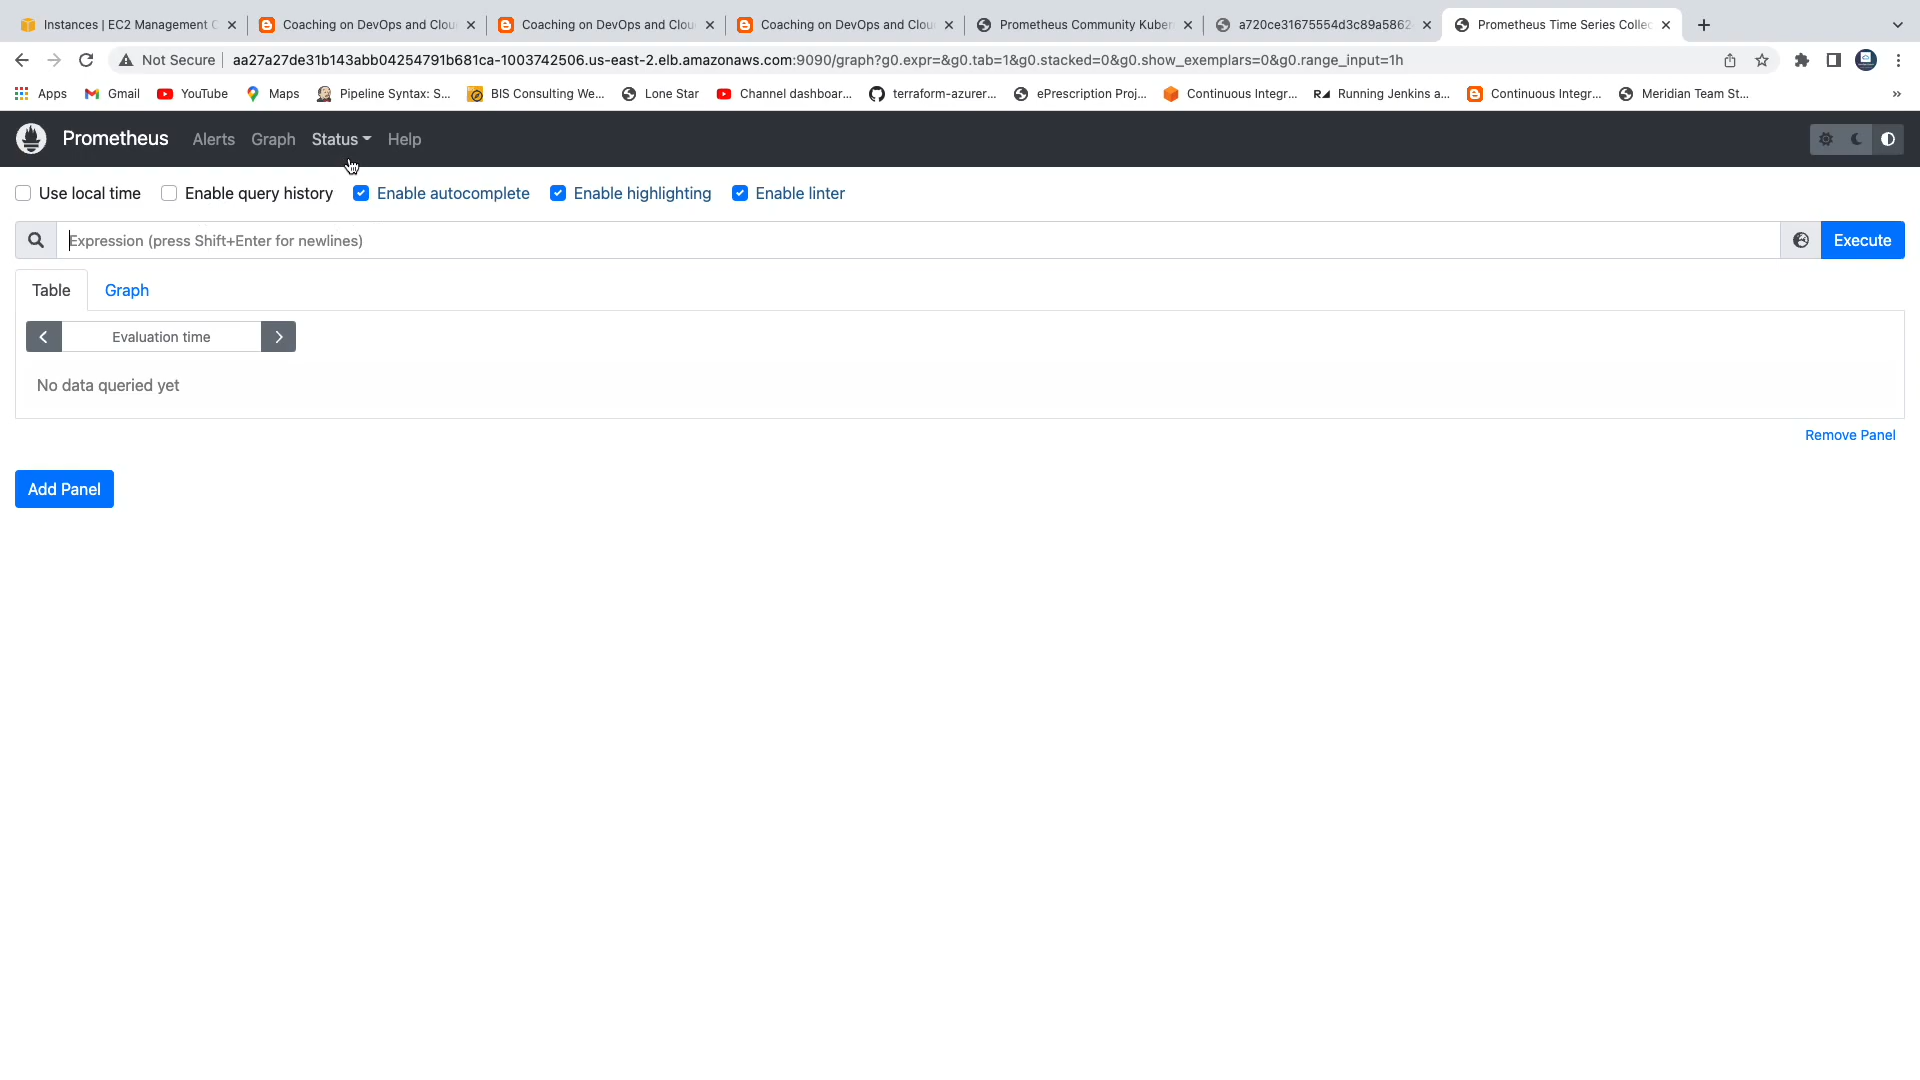 Instances | EC2 Management C
Coaching on DevOps and Clou
Coaching on DevOps and Clou
Coaching on DevOps and Clou
Prometheus Community Kuber
a720ce31675554d3c89a5862
Prometheus Time Series Collec
Not Secure
aa27a27de31b143abb04254791b681ca-1003742506.us-east-2.elb.amazonaws.com:9090/graph?g0.expr=&g0.tab=1&g0.stacked=0&g0.show_exemplars=0&g0.range_input=1h
Apps
Gmail
YouTube
Maps
Pipeline Syntax: S...
BIS Consulting We...
Lone Star
Channel dashboar...
terraform-azurer...
ePrescription Proj...
Continuous Integr...
Running Jenkins a...
Continuous Integr...
Meridian Team St...
Prometheus
Alerts
Graph
Status
Help
Use local time
Enable query history
Enable autocomplete
Enable highlighting
Enable linter
Expression (press Shift+Enter for newlines)
Execute
Table
Graph
Evaluation time
No data queried yet
Remove Panel
Add Panel